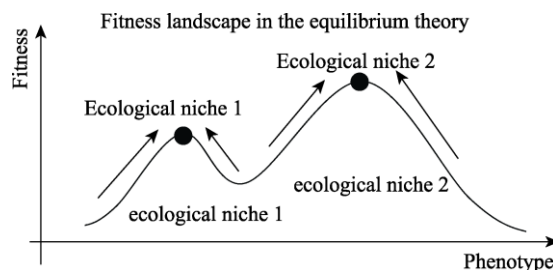 Fitness landscape in the equilibrium theory
Fitness
Ecological niche 2
Ecological niche 1
ecological niche 2
ecological niche 1
Phenotype